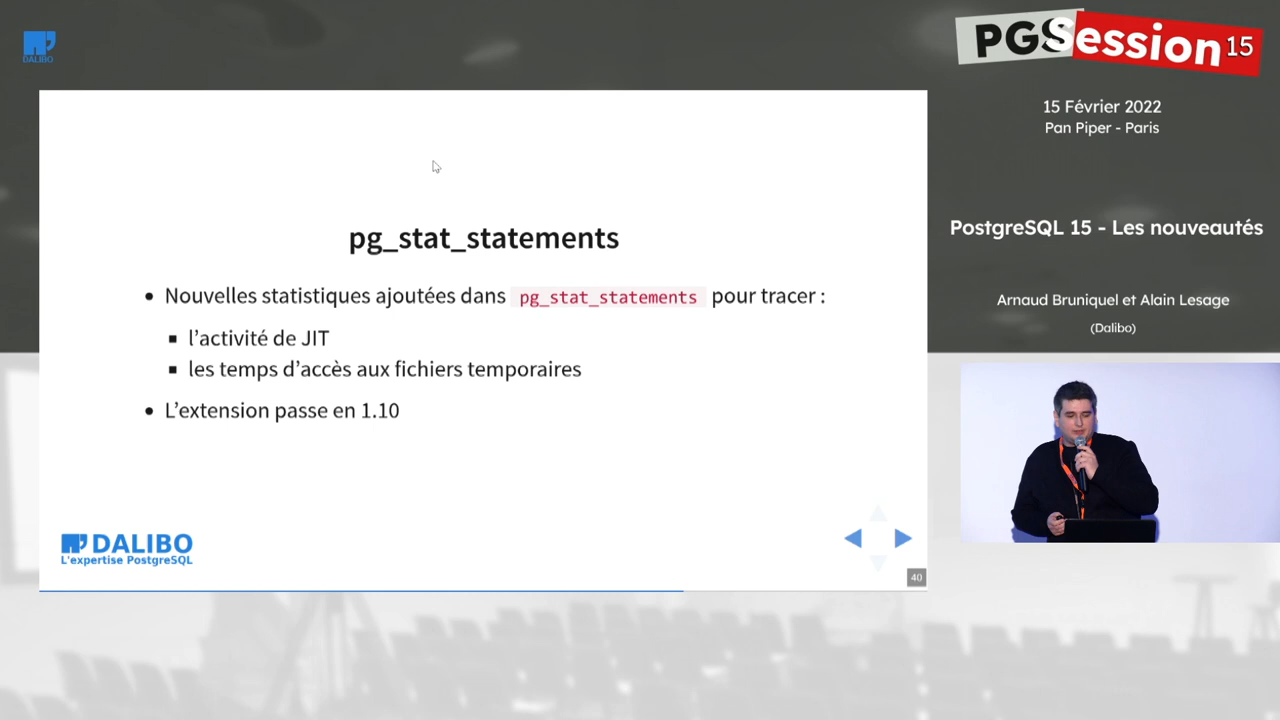 DALIBO
PGSession 15
15 Février 2022
Pan Piper - Paris
PostgreSQL 15 - Les nouveautés
Arnaud Bruniquel et Alain Lesage
(Dalibo)
pg_stat_statements
Nouvelles statistiques ajoutées dans pg_stat_statements pour tracer :
l’activité de JIT
les temps d’accès aux fichiers temporaires
L’extension passe en 1.10
DALIBO
L'expertise PostgreSQL
40